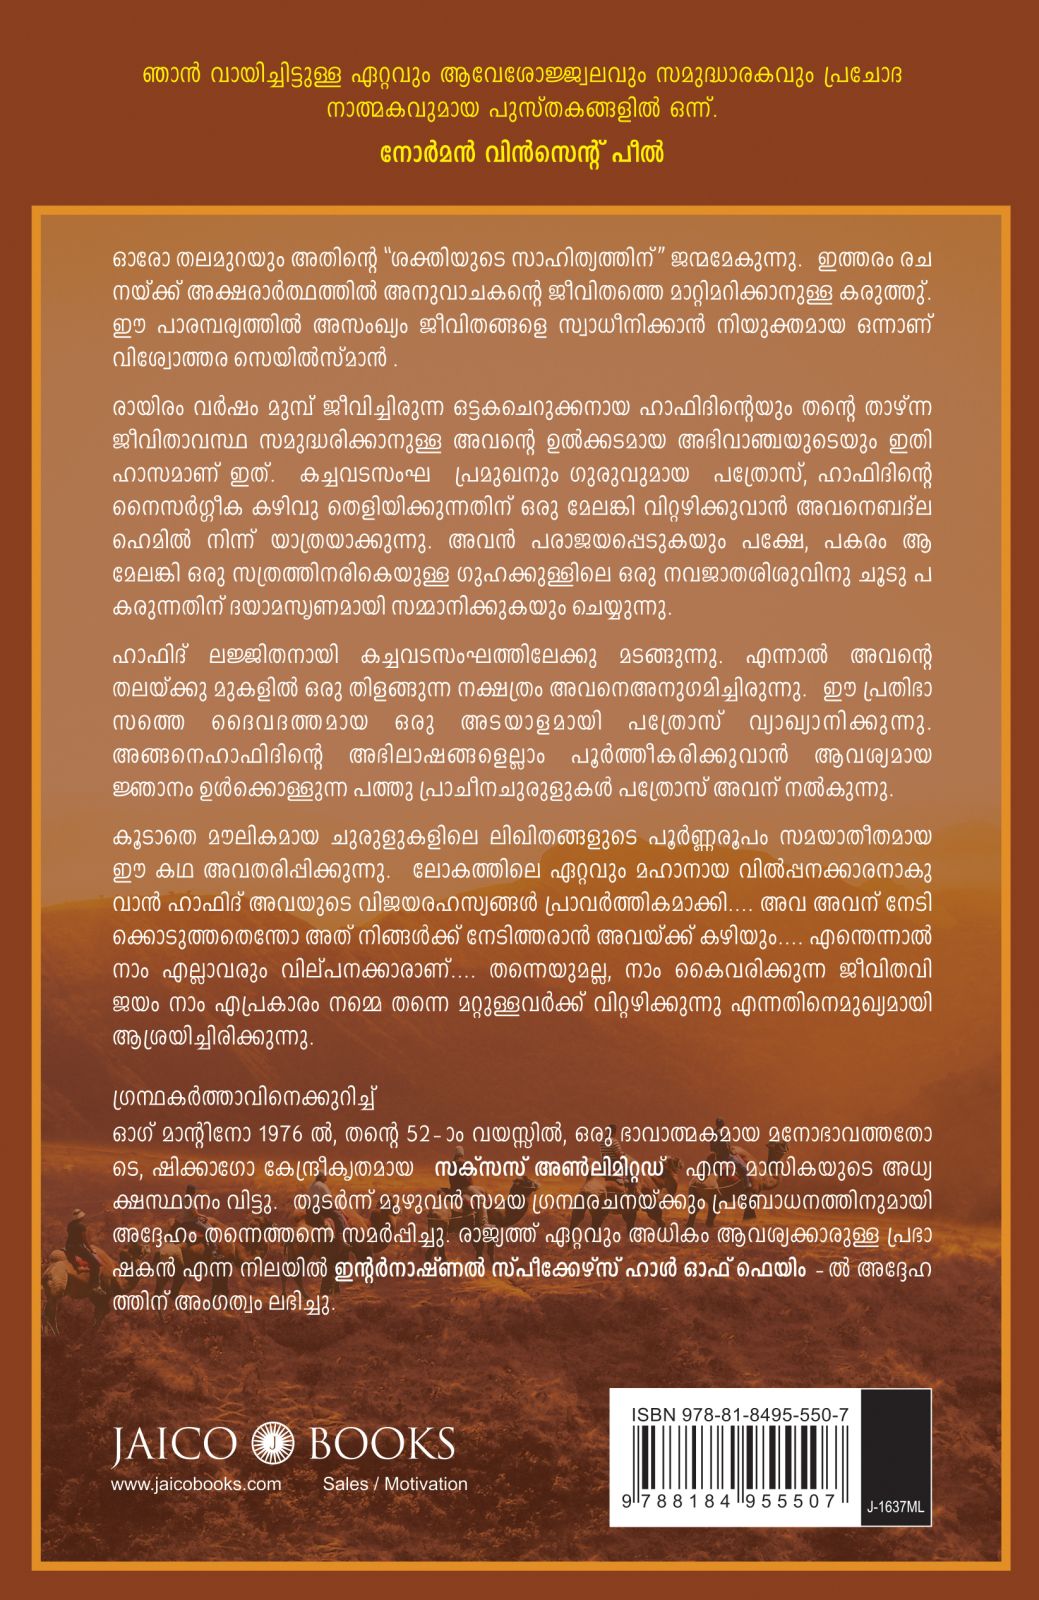 ഞാൻ വായിച്ചിട്ടുള്ള ഏറ്റവും ആവേശോജ്ജ്വലവും സമുദ്ധാരകവും പ്രചോദ
നാത്മകവുമായ പുസ്തകങ്ങളിൽ ഒന്ന്.
നോർമൻ വിൻസെന്റ് പീൽ
ഓരോ തലമുറയും അതിന്റെ “ശക്തിയുടെ സാഹിത്യത്തിന്” ജന്മമേകുന്നു. ഇത്തരം രച
നയ്ക്ക് അക്ഷരാർത്ഥത്തിൽ അനുവാചകന്റെ ജീവിതത്തെ മാറ്റിമറിക്കാനുള്ള കരുത്തു്.
ഈ പാരമ്പര്യത്തിൽ അസംഖ്യം ജീവിതങ്ങളെ സ്വാധീനിക്കാൻ നിയുക്തമായ ഒന്നാണ്
വിശ്വോത്തര സെയിൽസ്മാൻ .
രായിരം വർഷം മുമ്പ് ജീവിച്ചിരുന്ന ഒട്ടകചെറുക്കനായ ഹാഫിദിന്റെയും തന്റെ താഴ്ന്ന
ജീവിതാവസ്ഥ സമുദ്ധരിക്കാനുള്ള അവന്റെ ഉൽക്കടമായ അഭിവാഞ്ചയുടെയും ഇതി
ഹാസമാണ് ഇത്. കച്ചവടസംഘ പ്രമുഖനും ഗുരുവുമായ പത്രോസ്, ഹാഫിദിന്റെ
നൈസർഗ്ഗീക കഴിവു തെളിയിക്കുന്നതിന് ഒരു മേലങ്കി വിറ്റഴിക്കുവാൻ അവനെബദ്ല
ഹെമിൽ നിന്ന് യാത്രയാക്കുന്നു. അവൻ പരാജയപ്പെടുകയും പക്ഷേ, പകരം ആ
മേലങ്കി ഒരു സത്രത്തിനരികെയുള്ള ഗുഹക്കുള്ളിലെ ഒരു നവജാതശിശുവിനു ചൂടു പ
കരുന്നതിന് ദയാമസൃണമായി സമ്മാനിക്കുകയും ചെയ്യുന്നു.
ഹാഫിദ് ലജ്ജിതനായി കച്ചവടസംഘത്തിലേക്കു മടങ്ങുന്നു. എന്നാൽ അവന്റെ
തലയ്ക്കു മുകളിൽ ഒരു തിളങ്ങുന്ന നക്ഷത്രം അവനെഅനുഗമിച്ചിരുന്നു. ഈ പ്രതിഭാ
സത്തെ ദൈവദത്തമായ ഒരു അടയാളമായി പത്രോസ് വ്യാഖ്യാനിക്കുന്നു.
അങ്ങനെഹാഫിദിന്റെ അഭിലാഷങ്ങളെല്ലാം പൂർത്തീകരിക്കുവാൻ ആവശ്യമായ
ജ്ഞാനം ഉൾക്കൊള്ളുന്ന പത്തു പ്രാചീനചുരുളുകൾ പത്രോസ് അവന് നൽകുന്നു.
കൂടാതെ മൗലികമായ ചുരുളുകളിലെ ലിഖിതങ്ങളുടെ പൂർണ്ണരൂപം സമയാതീതമായ
ഈ കഥ അവതരിപ്പിക്കുന്നു. ലോകത്തിലെ ഏറ്റവും മഹാനായ വിൽപ്പനക്കാരനാകു
വാൻ ഹാഫിദ് അവയുടെ വിജയരഹസ്യങ്ങൾ പ്രാവർത്തികമാക്കി.... അവ അവന് നേടി
ക്കൊടുത്തതെന്തോ അത് നിങ്ങൾക്ക് നേടിത്തരാൻ അവയ്ക്ക് കഴിയും.... എന്തെന്നാൽ
നാം എല്ലാവരും വില്പനക്കാരാണ്.... തന്നെയുമല്ല, നാം കൈവരിക്കുന്ന ജീവിതവി
ജയം നാം എപ്രകാരം നമ്മെ തന്നെ മറ്റുള്ളവർക്ക് വിറ്റഴിക്കുന്നു എന്നതിനെമുഖ്യമായി
ആശ്രയിച്ചിരിക്കുന്നു.
ഗ്രന്ഥകർത്താവിനെക്കുറിച്ച്
ഓഗ് മാന്റിനോ 1976 ൽ, തന്റെ 52-ാം വയസ്സിൽ, ഒരു ഭാവാത്മകമായ മനോഭാവത്തതോ
ടെ, ഷിക്കാഗോ കേന്ദ്രീകൃതമായ സക്സസ് അൺലിമിറ്റഡ് എന്ന മാസികയുടെ അധ്യ
ക്ഷസ്ഥാനം വിട്ടു. തുടർന്ന് മുഴുവൻ സമയ ഗ്രന്ഥരചനയ്ക്കും പ്രബോധനത്തിനുമായി
അദ്ദേഹം തന്നെത്തന്നെ സമർപ്പിച്ചു. രാജ്യത്ത് ഏറ്റവും അധികം ആവശ്യക്കാരുള്ള പ്രഭാ
ഷകൻ എന്ന നിലയിൽ ഇന്റർനാഷ്ണൽ സ്പീക്കേഴ്സ് ഹാൾ ഓഫ് ഫെയിം - ൽ അദ്ദേഹ
ത്തിന് അംഗത്വം ലഭിച്ചു.
ISBN 978-81-8495-550-7
9 788184 955507
J-1637ML
JAICO J BOOKS
www.jaicobooks.com Sales / Motivation